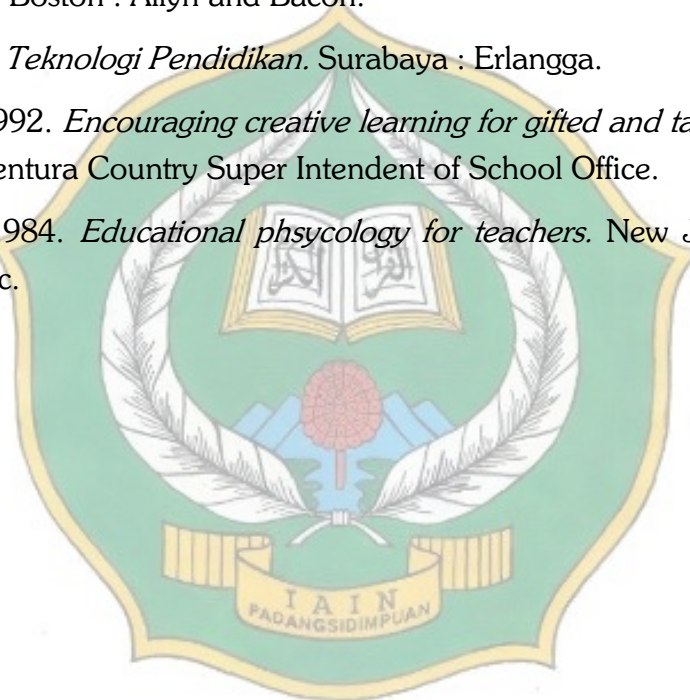 Boston : Allyn and Bacon.
Teknologi Pendidikan. Surabaya : Erlangga.
992. Encouraging creative learning for gifted and ta
entura Country Super Intendent of School Office.
984. Educational phsycology for teachers. New J
c.
I A I N
PADANGSIDIMPUAN